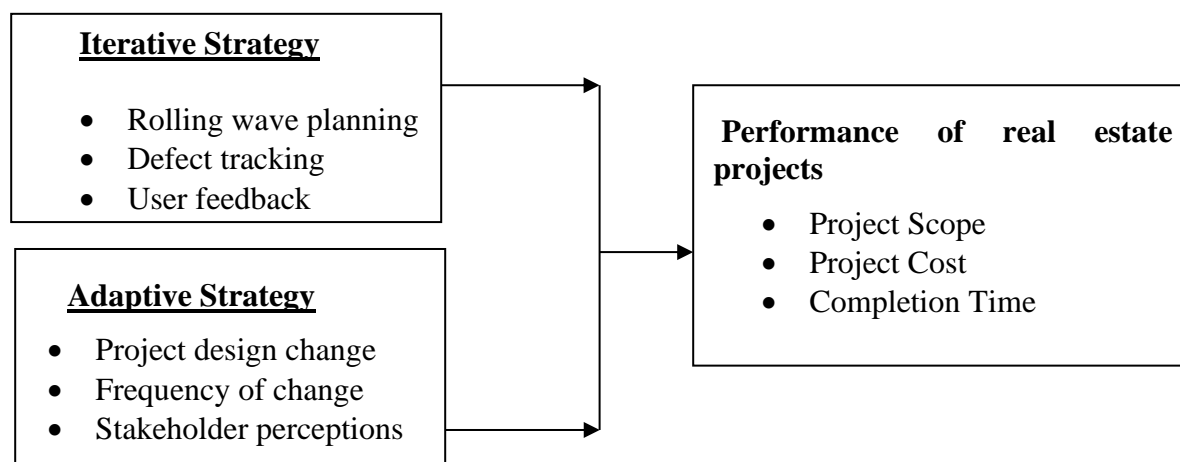 Iterative Strategy
• Rolling wave planning
• Defect tracking
• User feedback
Adaptive Strategy
• Project design change
• Frequency of change
• Stakeholder perceptions
Performance of real estate
projects
• Project Scope
• Project Cost
• Completion Time